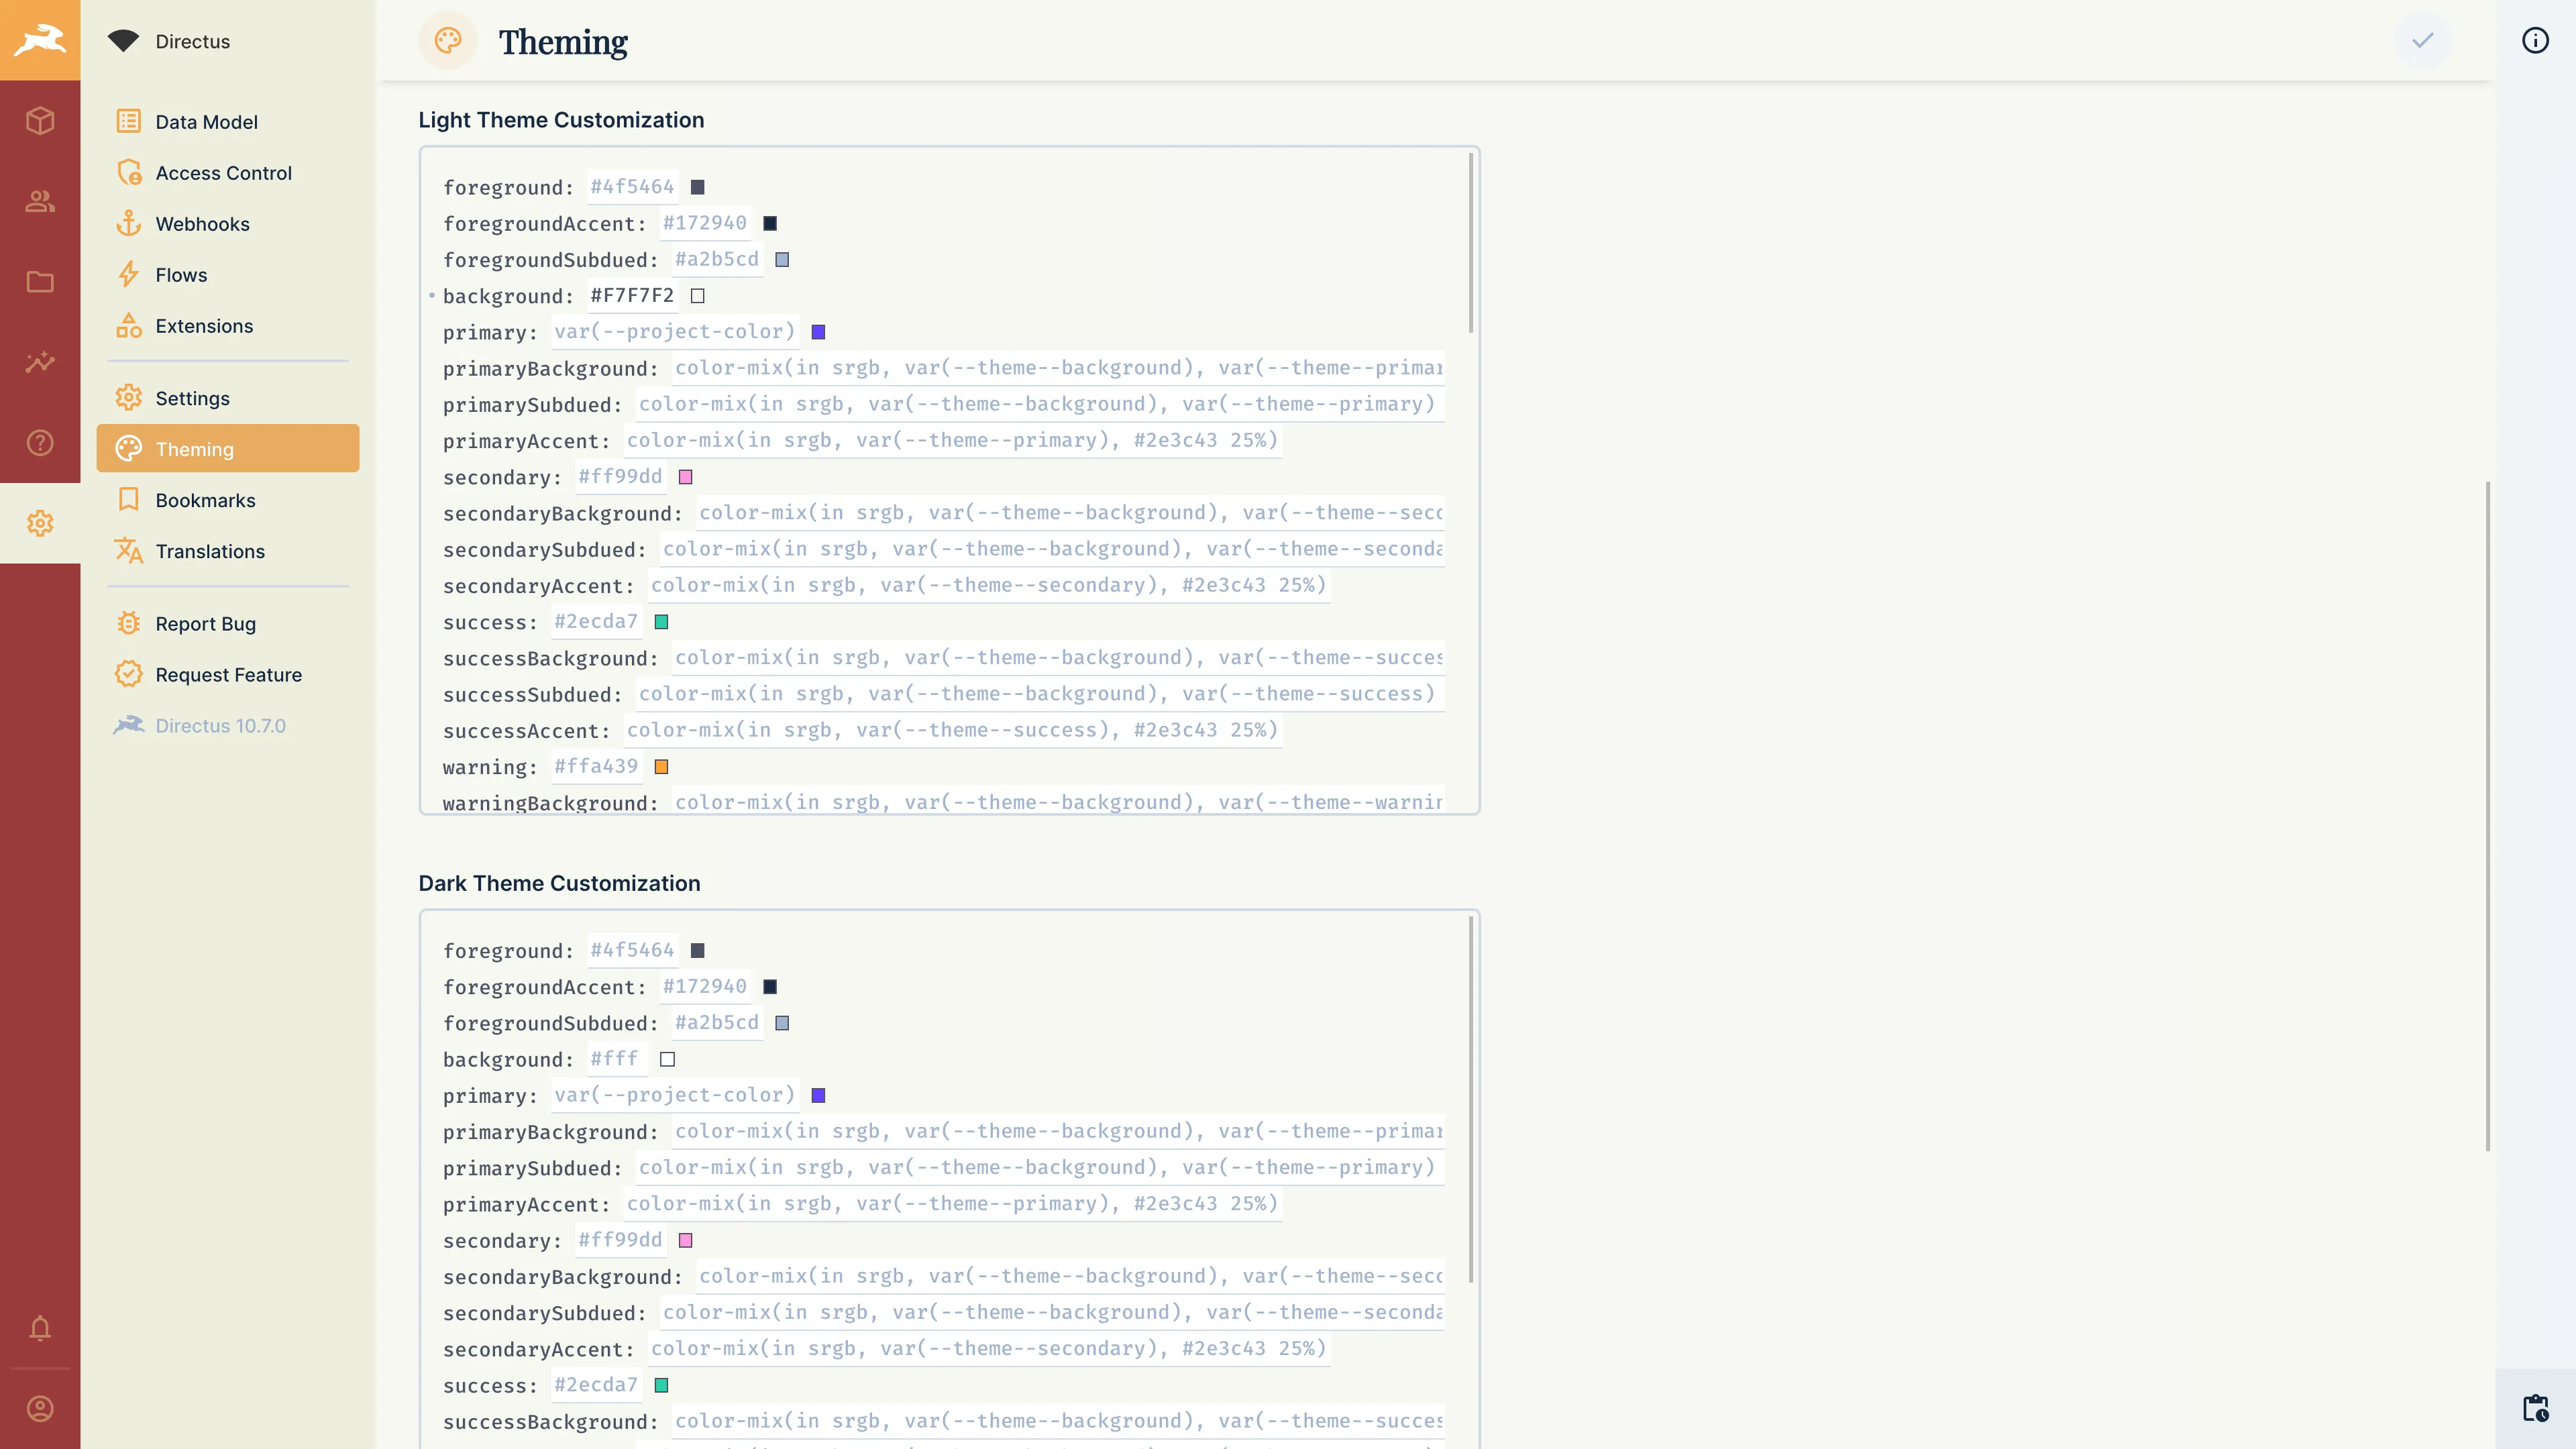 Directus
Data Model
Access Control
Webhooks
Flows
Extensions
Settings
Theming
Bookmarks
Translations
Report Bug
Request Feature
Directus 10.7.0
Theming
Light Theme Customization
foreground: #4f5464
foregroundAccent: #172940
foregroundSubdued: #a2b5cd
background: #F7F7F2
primary: var(--project-color)
primaryBackground: color-mix(in srgb, var(--theme--background), var(--theme--primar
primarySubdued: color-mix(in srgb, var(--theme--background), var(--theme--primary)
primaryAccent: color-mix(in srgb, var(--theme--primary), #2e3c43 25%)
secondary: #ff99dd
secondaryBackground: color-mix(in srgb, var(--theme--background), var(--theme--secc
secondarySubdued: color-mix(in srgb, var(--theme--background), var(--theme--seconda
secondaryAccent: color-mix(in srgb, var(--theme--secondary), #2e3c43 25%)
success: #2ecda7
successBackground: color-mix(in srgb, var(--theme--background), var(--theme--succes
successSubdued: color-mix(in srgb, var(--theme--background), var(--theme--success)
successAccent: color-mix(in srgb, var(--theme--success), #2e3c43 25%)
warning: #ffa439
warningBackground: color-mix(in srgb, var(--theme--background), var(--theme--warnin
Dark Theme Customization
foreground: #4f5464
foregroundAccent: #172940
foregroundSubdued: #a2b5cd
background: #fff
primary: var(--project-color)
primaryBackground: color-mix(in srgb, var(--theme--background), var(--theme--primar
primarySubdued: color-mix(in srgb, var(--theme--background), var(--theme--primary)
primaryAccent: color-mix(in srgb, var(--theme--primary), #2e3c43 25%)
secondary: #ff99dd
secondaryBackground: color-mix(in srgb, var(--theme--background), var(--theme--secc
secondarySubdued: color-mix(in srgb, var(--theme--background), var(--theme--seconda
secondaryAccent: color-mix(in srgb, var(--theme--secondary), #2e3c43 25%)
success: #2ecda7
successBackground: color-mix(in srgb, var(--theme--background), var(--theme--succes